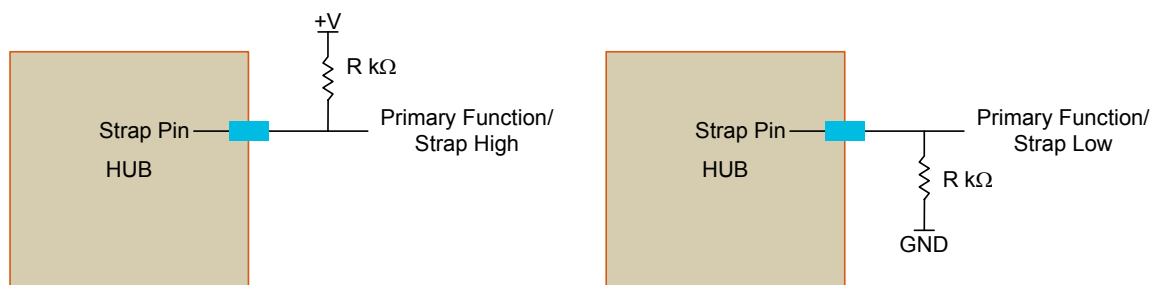 +V
R kΩ
Strap Pin
Primary Function/
Strap High
HUB
Strap Pin
Primary Function/
Strap Low
HUB
R kΩ
GND